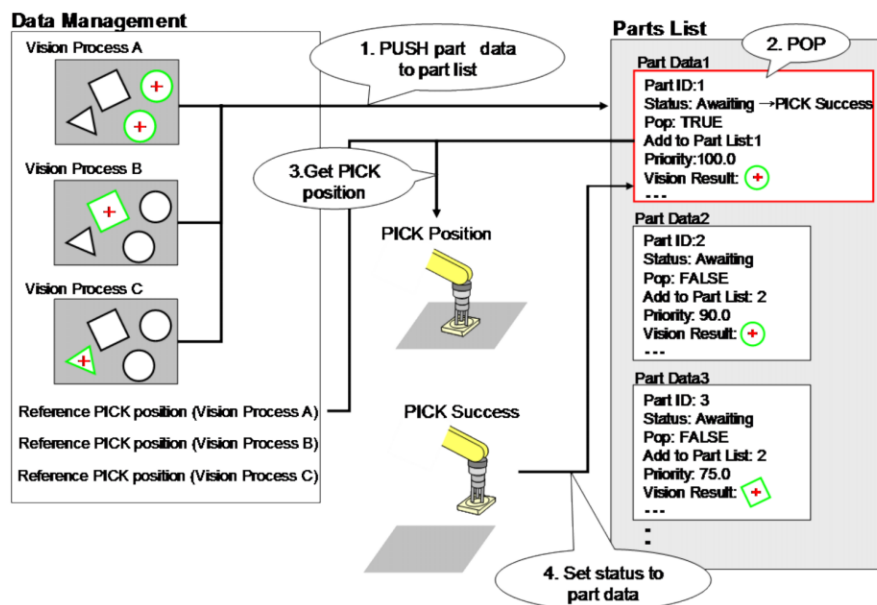 Data Management
Vision Process A
Vision Process B
Vision Process C
Reference PICK position (Vision Process A)
Reference PICK position (Vision Process B)
Reference PICK position (Vision Process C)
1. PUSH part data
to part list
3.Get PICK
position
PICK Position
PICK Success
4. Set status to
part data
Parts List
2. POP
Part Data1
Part ID:1
Status: Awaiting →PICK Success
Pop: TRUE
Add to Part List:1
Priority:100.0
Vision Result:
---
Part Data2
Part ID:2
Status: Awaiting
Pop: FALSE
Add to Part List: 2
Priority: 90.0
Vision Result:
---
Part Data3
Part ID: 3
Status: Awaiting
Pop: FALSE
Add to Part List: 2
Priority: 75.0
Vision Result:
---